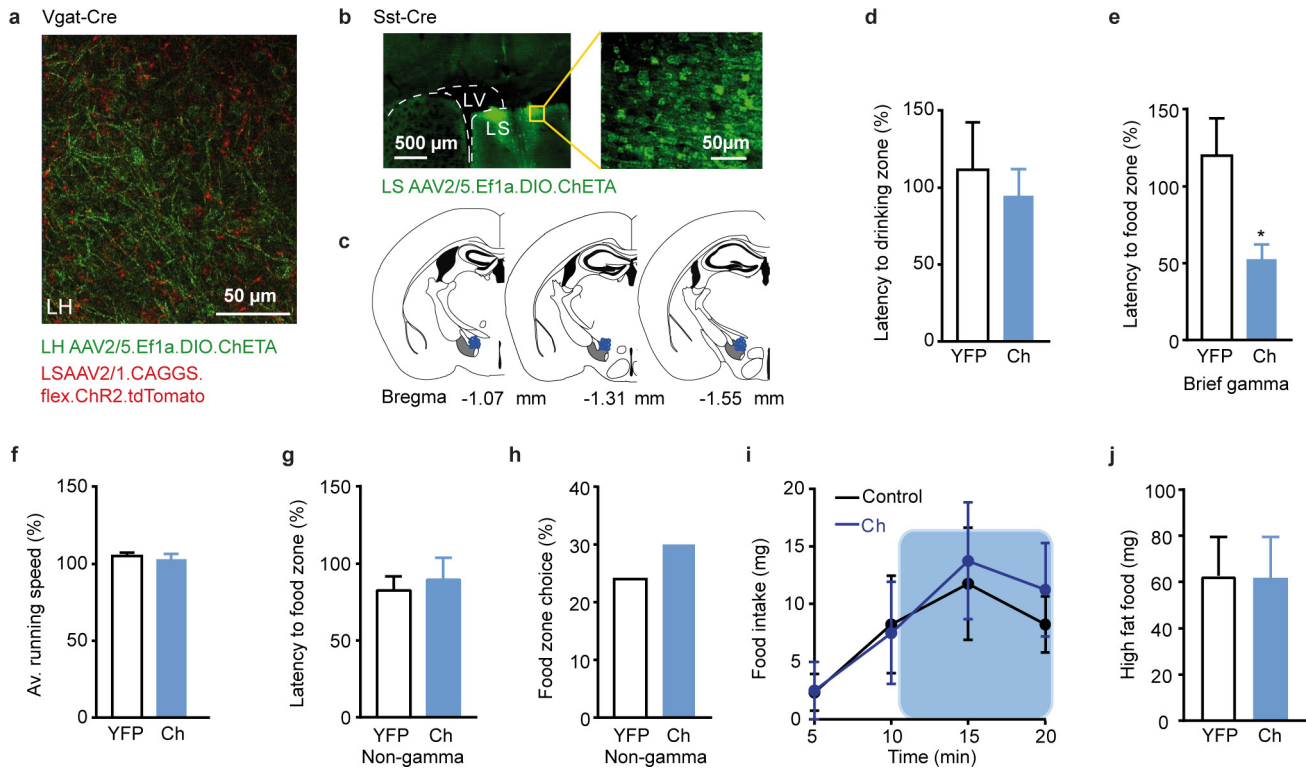 a Vgat-Cre
LH
50 µm
LH AAV2/5.Ef1a.DIO.ChETA
LSAAV2/1.CAGGS.
flex.ChR2.tdTomato
b Sst-Cre
LV
LS
500 µm
50µm
LS AAV2/5.Ef1a.DIO.ChETA
c
Bregma -1.07 mm -1.31 mm -1.55 mm
d
Latency to drinking zone (%)
150
100
50
0
YFP Ch
e
Latency to food zone (%)
150
100
50
0
*
YFP Ch
Brief gamma
f
Av. running speed (%)
150
100
50
0
YFP Ch
g
Latency to food zone (%)
150
100
50
0
YFP Ch
Non-gamma
h
Food zone choice (%)
40
30
20
10
0
YFP Ch
Non-gamma
i
Food intake (mg)
20
15
10
5
0
Control
Ch
5 10 15 20
Time (min)
j
High fat food (mg)
100
80
60
40
20
0
YFP Ch